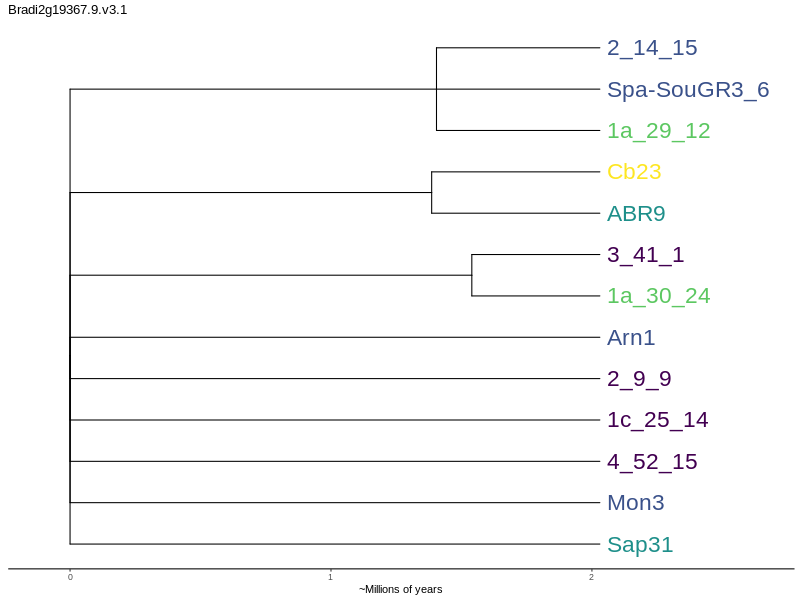 Bradi2g19367.9.v3.1
2_14_15
Spa-SouGR3_6
1a_29_12
Cb23
ABR9
3_41_1
1a_30_24
Arn1
2_9_9
1c_25_14
4_52_15
Mon3
Sap31
0 1 2
~Millions of years